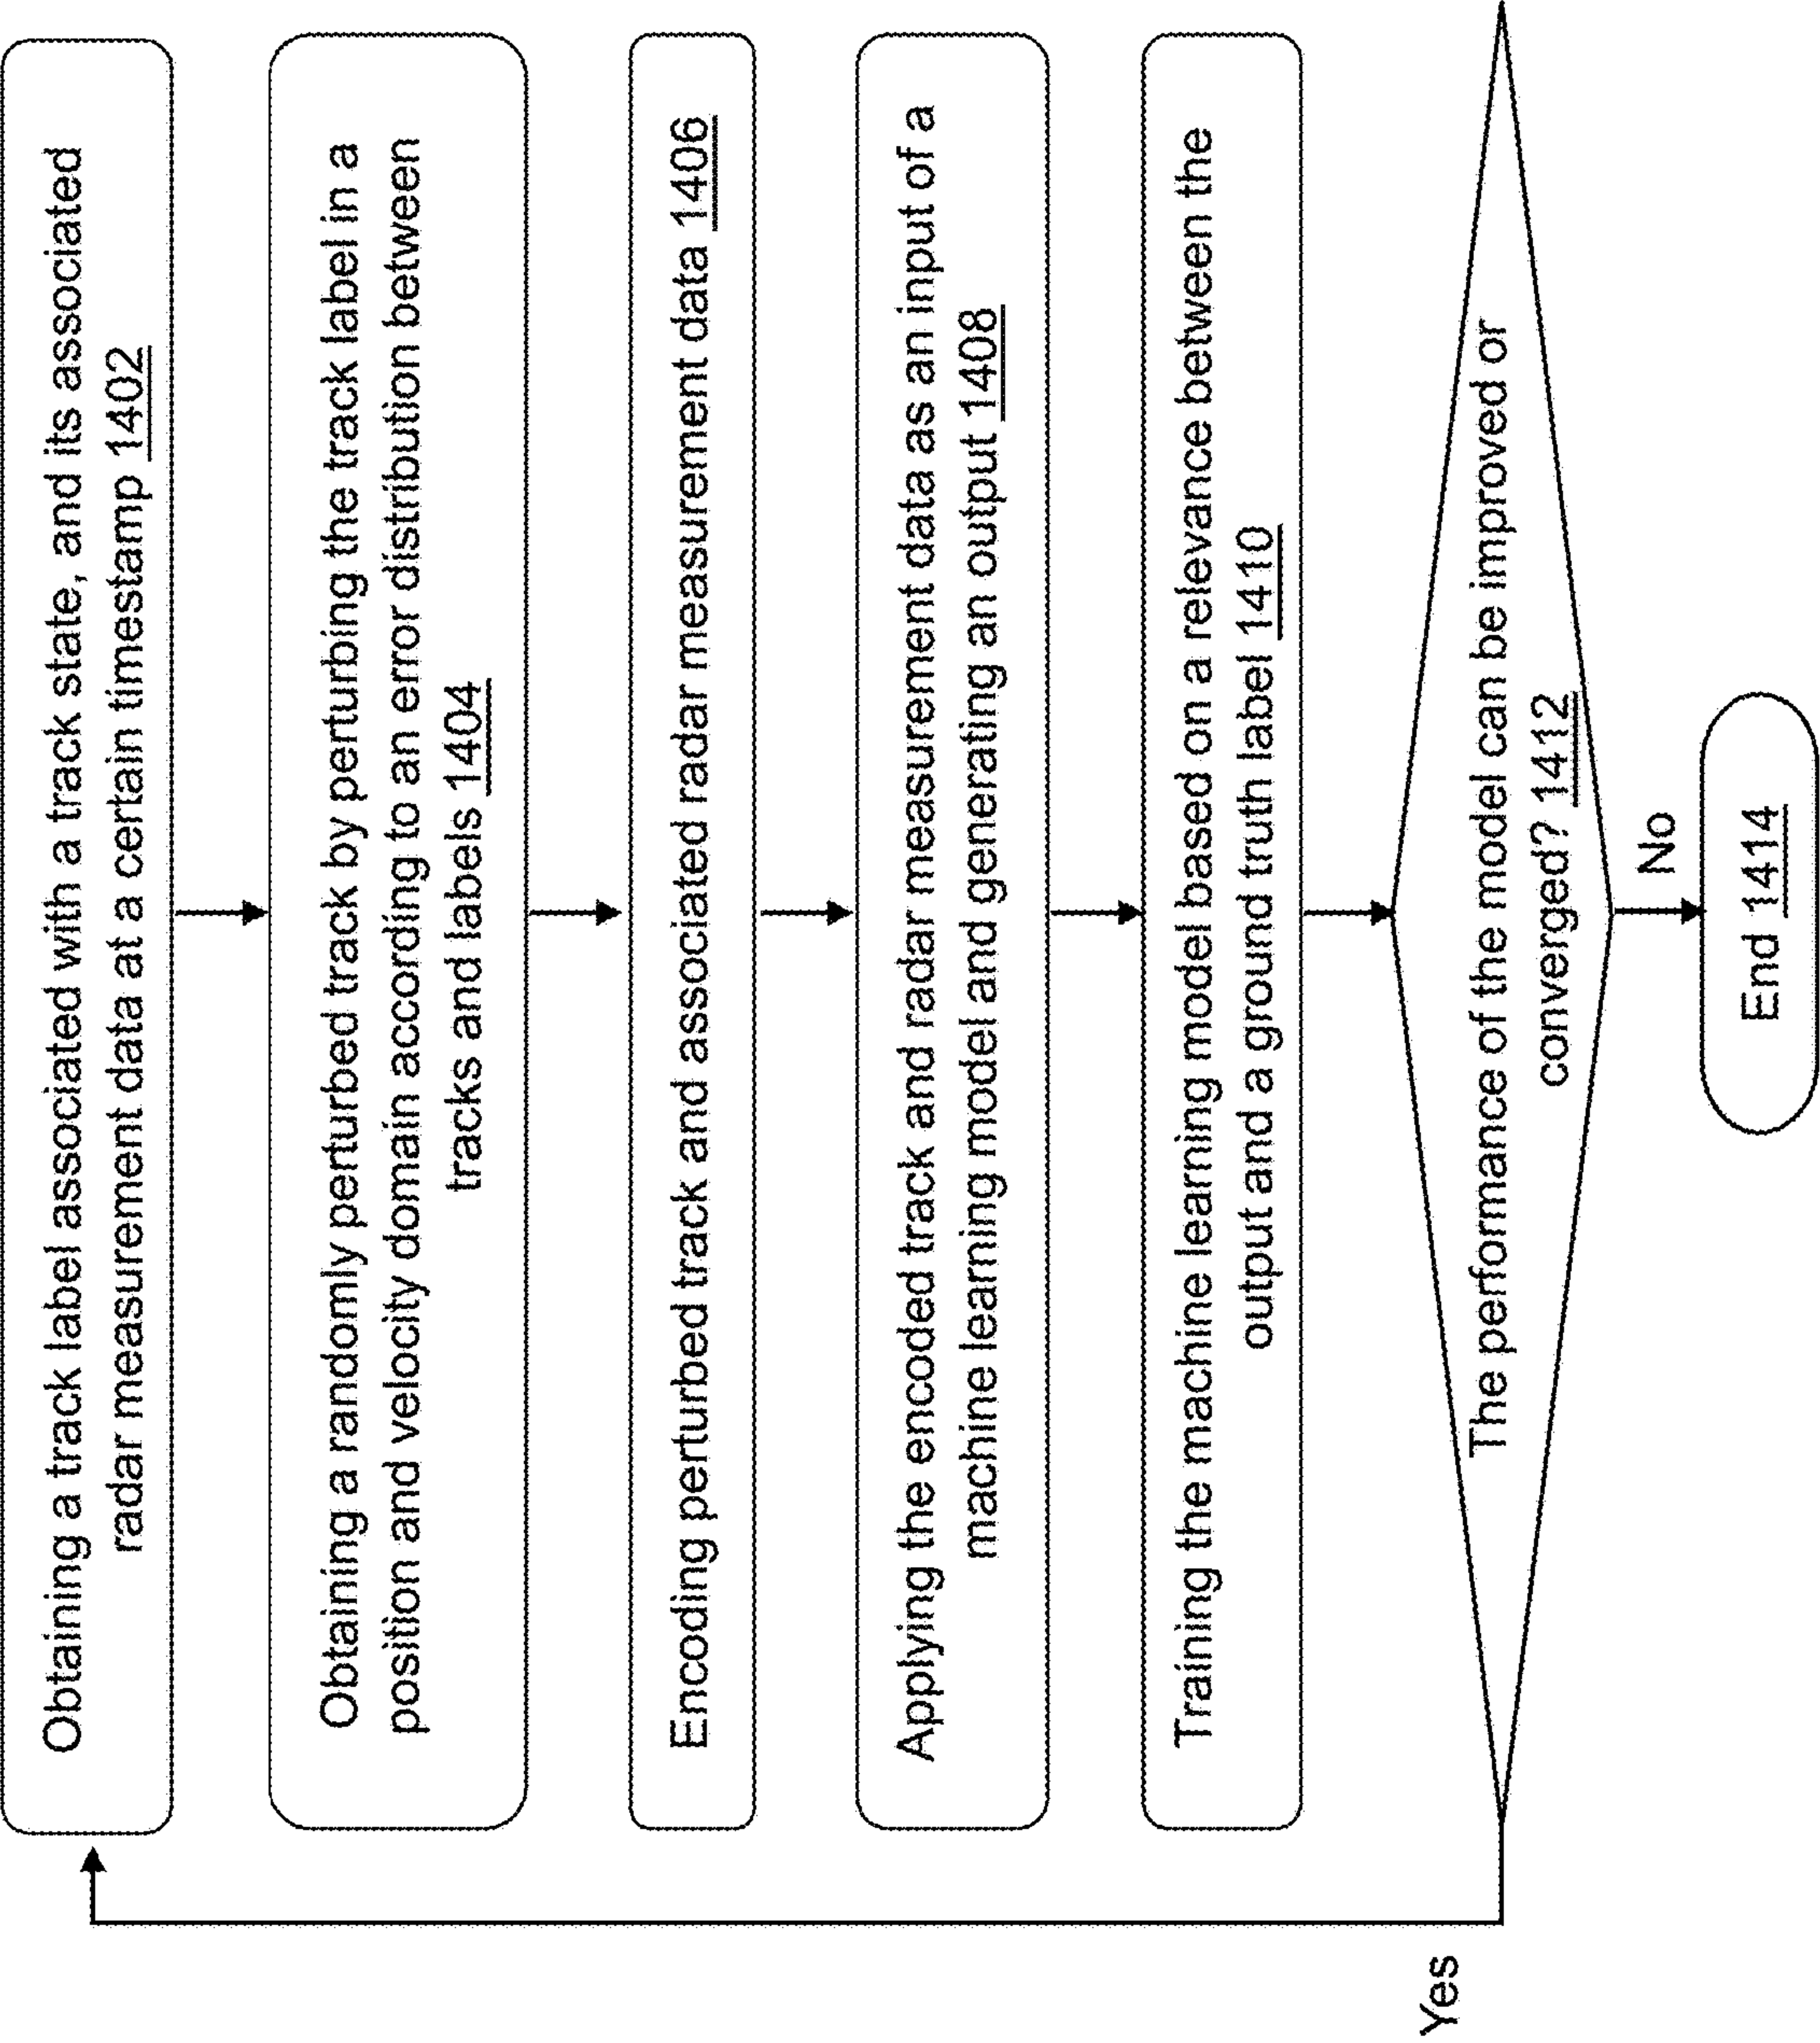 Obtaining a track label associated with a track state, and its associated
radar measurement data at a certain timestamp 1402
Obtaining a randomly perturbed track by perturbing the track label in a
position and velocity domain according to an error distribution between
tracks and labels 1404
Encoding perturbed track and associated radar measurement data 1406
Applying the encoded track and radar measurement data as an input of a
machine learning model and generating an output 1408
Training the machine learning model based on a relevance between the
output and a ground truth label 1410
The performance of the model can be improved or
converged? 1412
Yes
No
End 1414